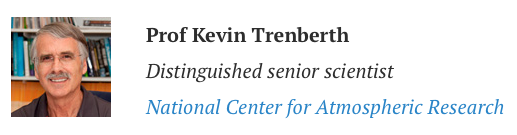 Prof Kevin Trenberth
Distinguished senior scientist
National Center for Atmospheric Research